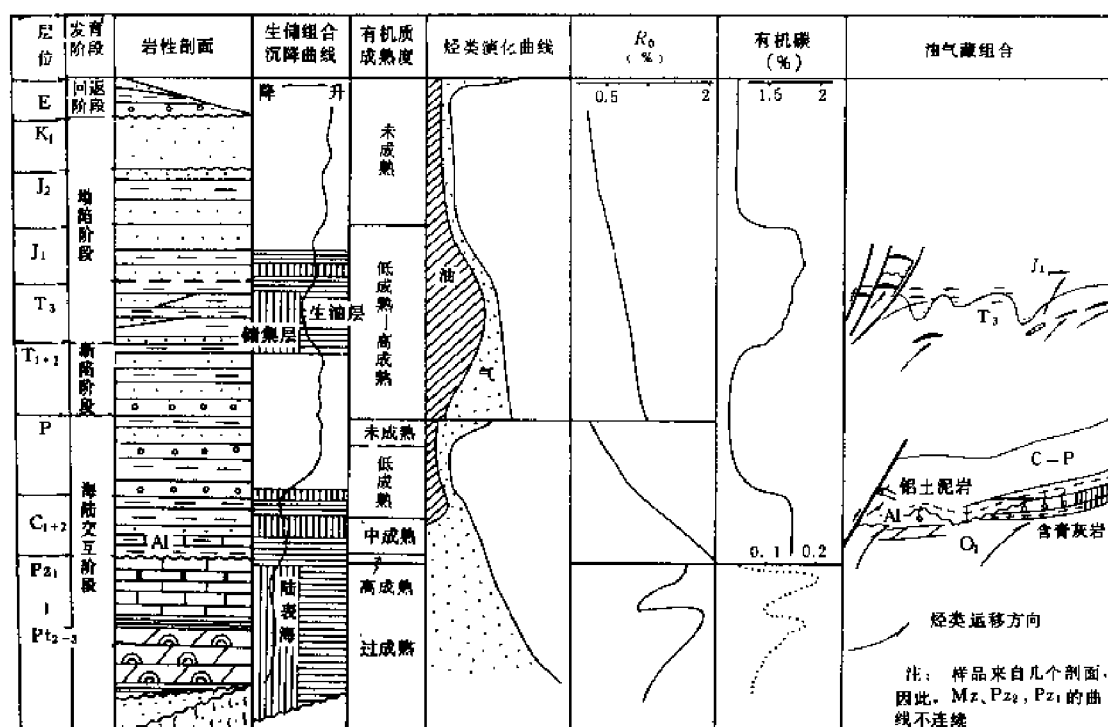 层位
发育阶段
岩性剖面
生储组合沉降曲线
有机质成熟度
烃类演化曲线
R₀
(%)
有机碳
(%)
油气藏组合
E
K₁
J₂
J₁
T₃
T₁₊₂
P
C₁₊₂
Pz₁
|
Pt₂₋₃
回返阶段
坳陷阶段
断陷阶段
海陆交互阶段
Al
降 升
生油层
储集层
陆表海
未成熟
低成熟—高成熟
未成熟
低成熟
中成熟
?
高成熟
过成熟
油
气
0.5 2
1.5 2
0.1 0.2
J₁
T₃
C-P
铝土泥岩
Al
含膏灰岩
O₁
烃类运移方向
注: 样品来自几个剖面,
因此, Mz、Pz₂, Pz₁的曲
线不连续